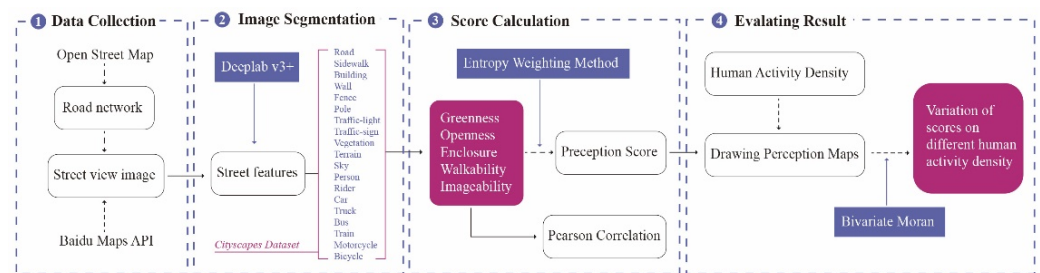 1 Data Collection
Open Street Map
Road network
Street view image
Baidu Maps API
2 Image Segmentation
Deeplab v3+
Street features
Cityscapes Dataset
Road
Sidewalk
Building
Wall
Fence
Pole
Traffic-light
Traffic-sign
Vegetation
Terrain
Sky
Person
Rider
Car
Truck
Bus
Train
Motorcycle
Bicycle
3 Score Calculation
Entropy Weighting Method
Greenness
Openness
Enclosure
Walkability
Imageability
Preception Score
Pearson Correlation
4 Evalating Result
Human Activity Density
Drawing Perception Maps
Variation of
scores on
different human
activity density
Bivariate Moran